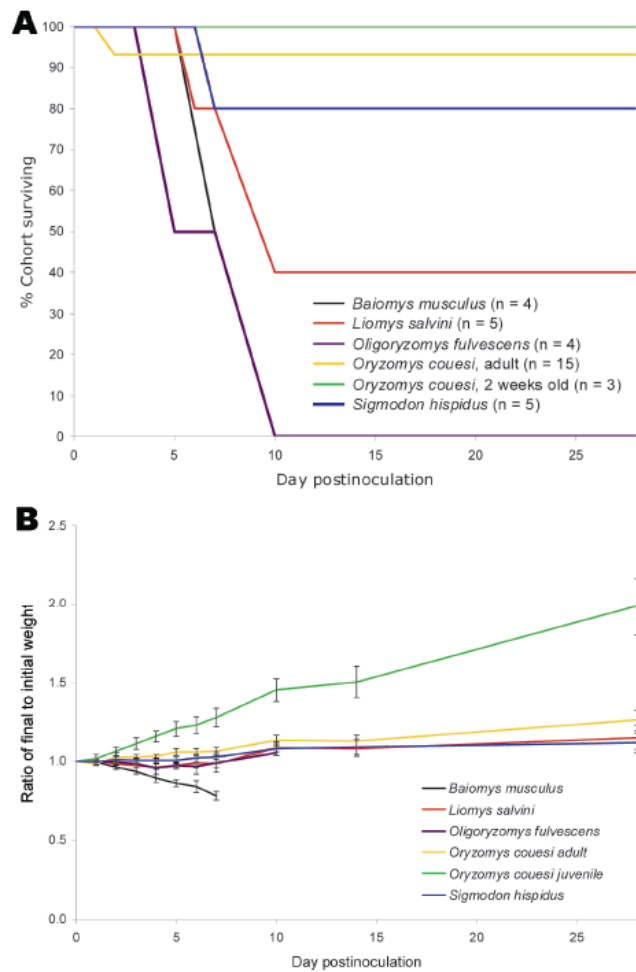 A
100
90
80
70
60
50
40
30
20
10
0
% Cohort surviving
Baiomys musculus (n = 4)
Liomys salvini (n = 5)
Oligoryzomys fulvescens (n = 4)
Oryzomys couesi, adult (n = 15)
Oryzomys couesi, 2 weeks old (n = 3)
Sigmodon hispidus (n = 5)
0 5 10 15 20 25
Day postinoculation
B
2.5
2.0
1.5
1.0
0.5
0.0
Ratio of final to initial weight
Baiomys musculus
Liomys salvini
Oligoryzomys fulvescens
Oryzomys couesi adult
Oryzomys couesi juvenile
Sigmodon hispidus
0 5 10 15 20 25
Day postinoculation